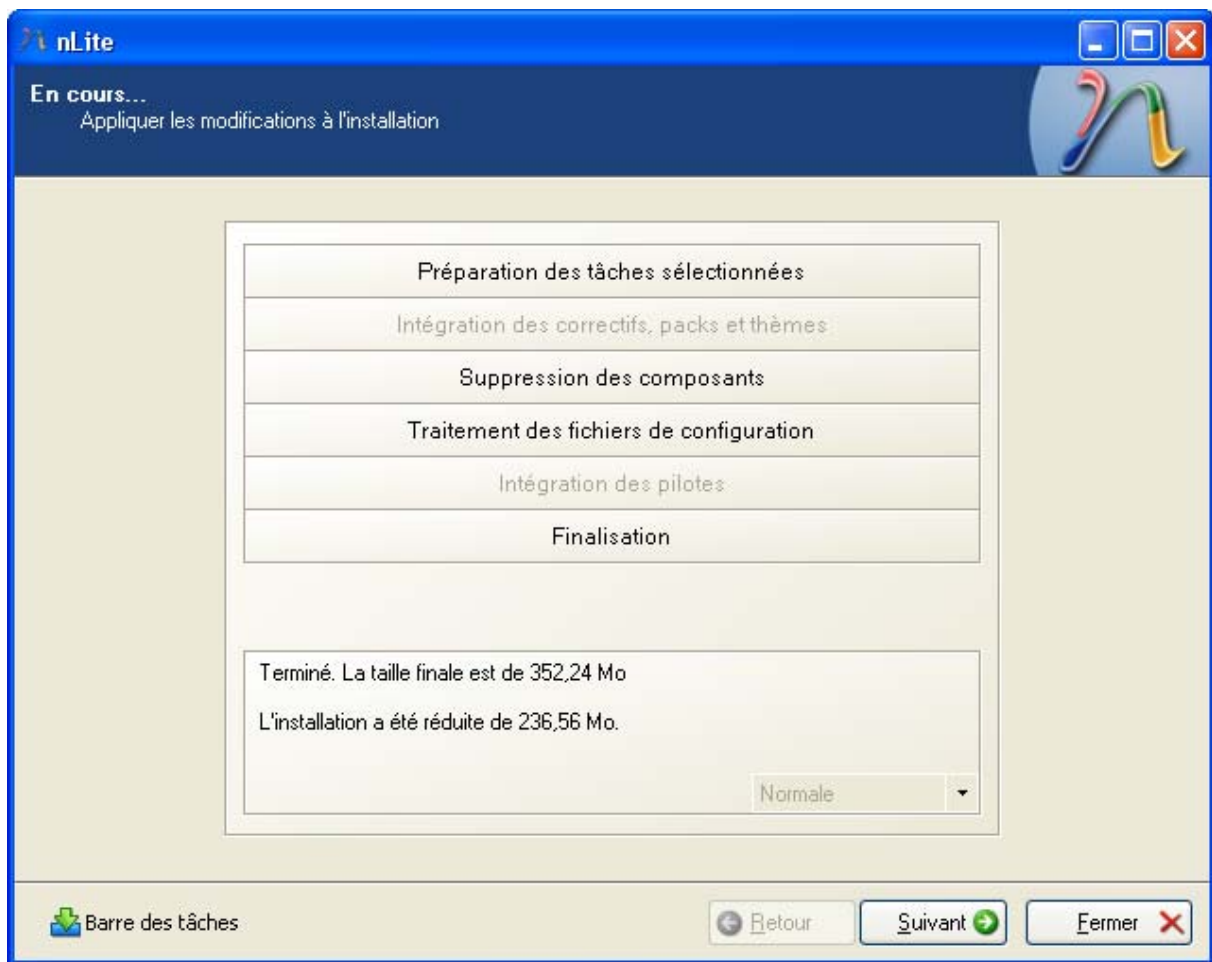 nLite
En cours...
Appliquer les modifications à l'installation
Préparation des tâches sélectionnées
Intégration des correctifs, packs et thèmes
Suppression des composants
Traitement des fichiers de configuration
Intégration des pilotes
Finalisation
Terminé. La taille finale est de 352,24 Mo
L'installation a été réduite de 236,56 Mo.
Normale
Barre des tâches
Retour
Suivant
Fermer